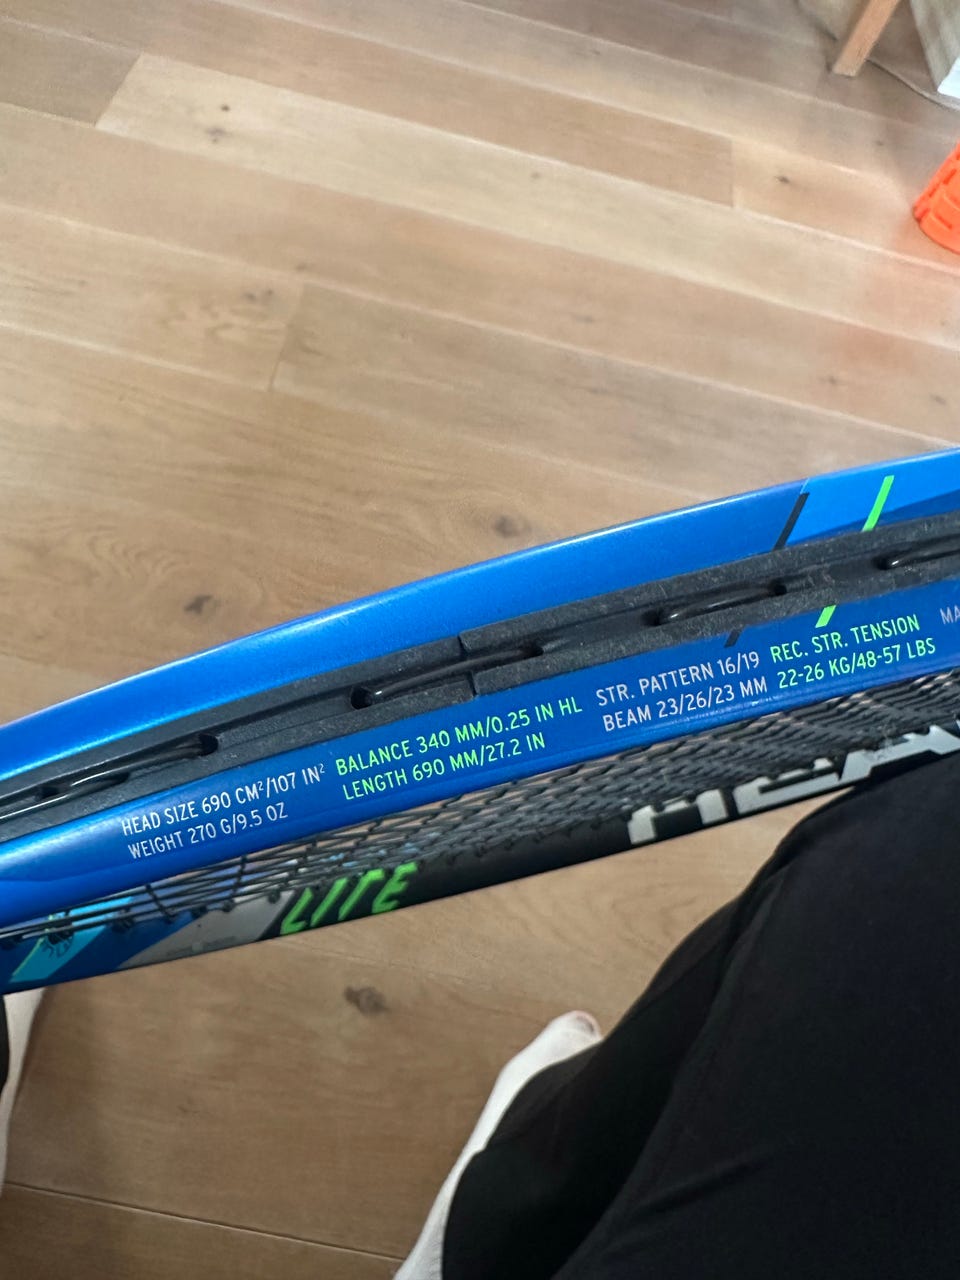 HEAD SIZE 690 CM²/107 IN²
WEIGHT 270 G/9.5 OZ
BALANCE 340 MM/0.25 IN HL
LENGTH 690 MM/27.2 IN
STR. PATTERN 16/19
BEAM 23/26/23 MM
REC. STR. TENSION
22-26 KG/48-57 LBS
MA
LITE
HEA